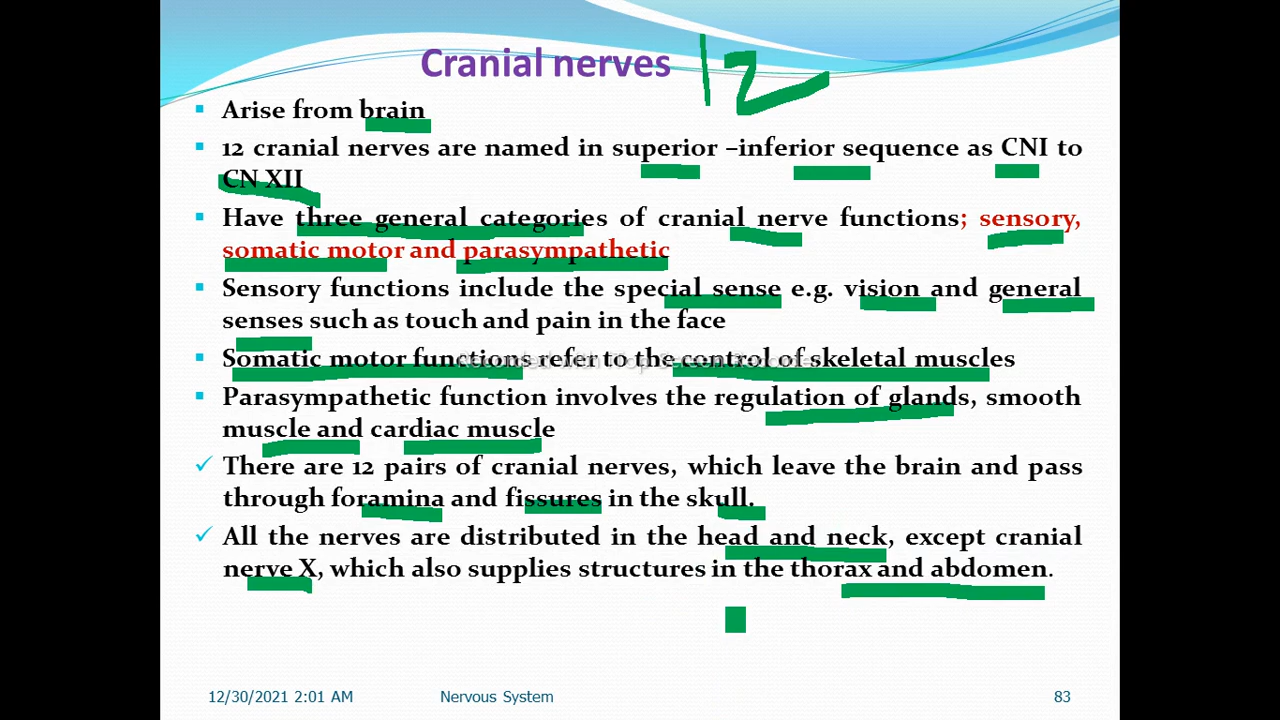 Cranial nerves 12
Arise from brain
12 cranial nerves are named in superior –inferior sequence as CNI to
CN XII
Have three general categories of cranial nerve functions; sensory,
somatic motor and parasympathetic
Sensory functions include the special sense e.g. vision and general
senses such as touch and pain in the face
Somatic motor functions refer to the control of skeletal muscles
Recorded with iTop Screen Recorder
Parasympathetic function involves the regulation of glands, smooth
muscle and cardiac muscle
✓ There are 12 pairs of cranial nerves, which leave the brain and pass
through foramina and fissures in the skull.
✓ All the nerves are distributed in the head and neck, except cranial
nerve X, which also supplies structures in the thorax and abdomen.
12/30/2021 2:01 AM Nervous System 83